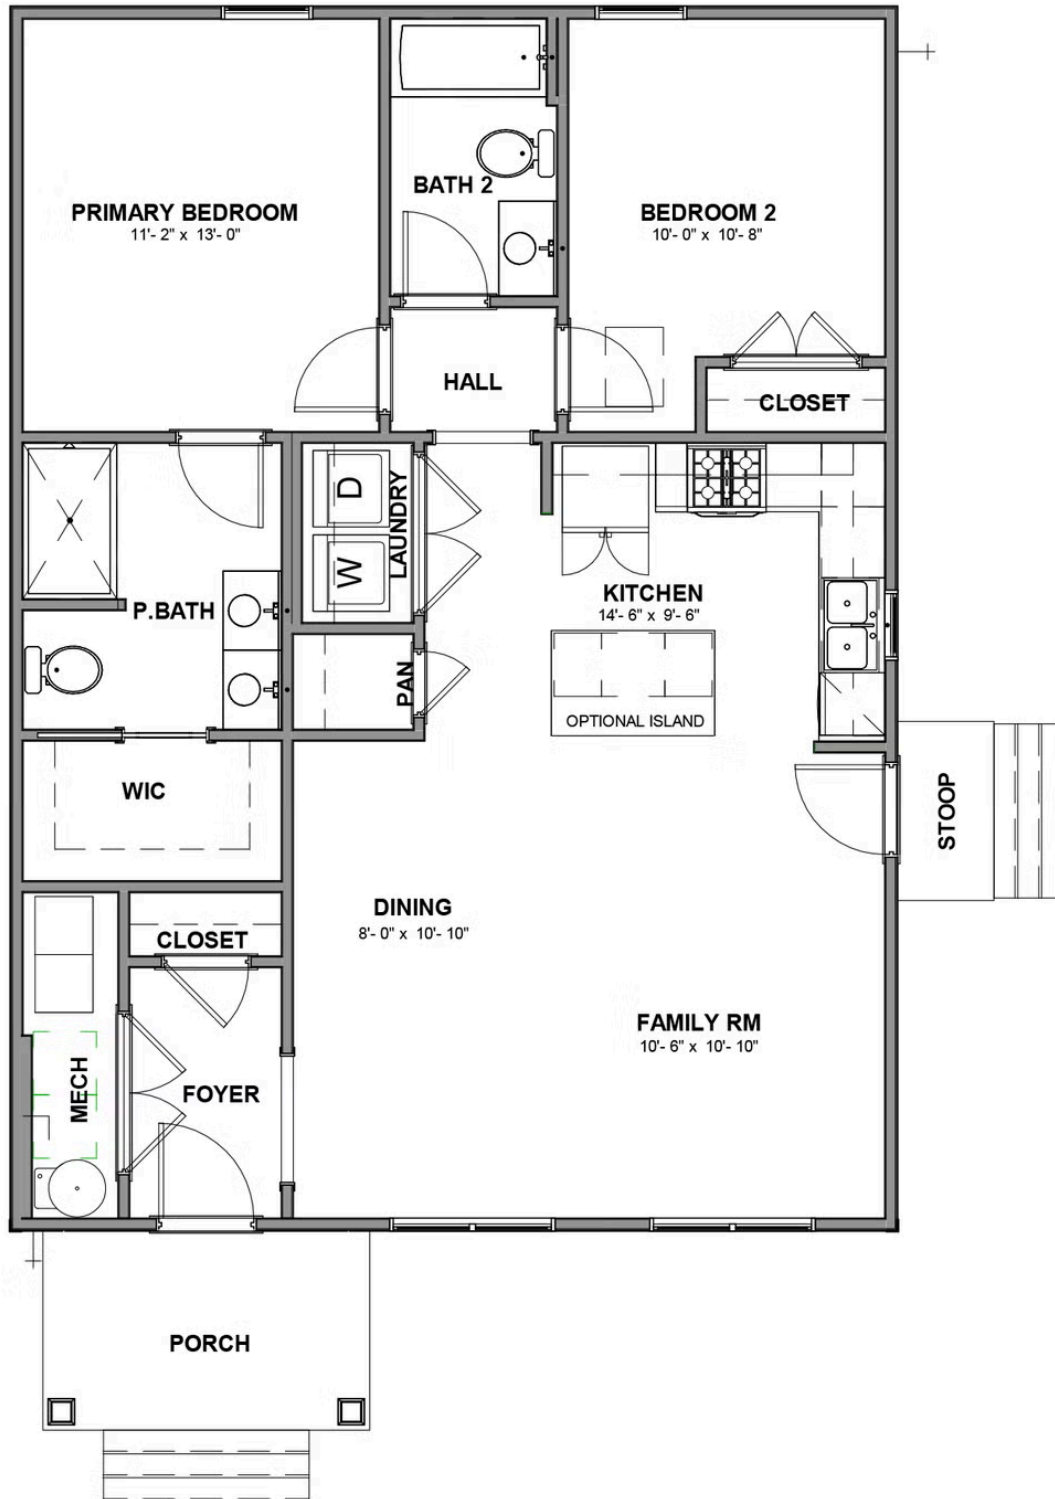 PRIMARY BEDROOM
11'- 2" x 13'- 0"
BATH 2
BEDROOM 2
10'- 0" x 10'- 8"
HALL
CLOSET
D
W
LAUNDRY
KITCHEN
14'- 6" x 9'- 6"
P.BATH
PAN
OPTIONAL ISLAND
WIC
STOOP
DINING
8'- 0" x 10'- 10"
CLOSET
FAMILY RM
10'- 6" x 10'- 10"
MECH
FOYER
PORCH